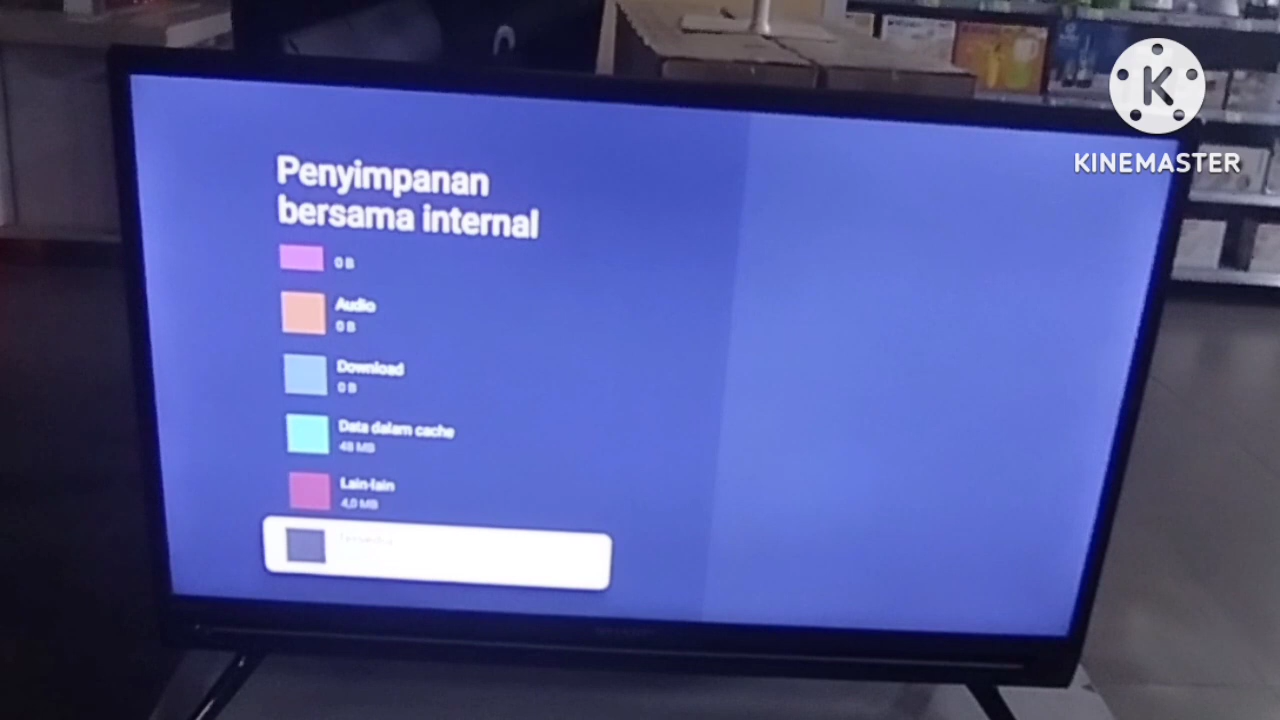 KINEMASTER
Penyimpanan
bersama internal
0 B
Audio
0 B
Download
0 B
Data dalam cache
48 MB
Lain-lain
4,0 MB
Tersedia